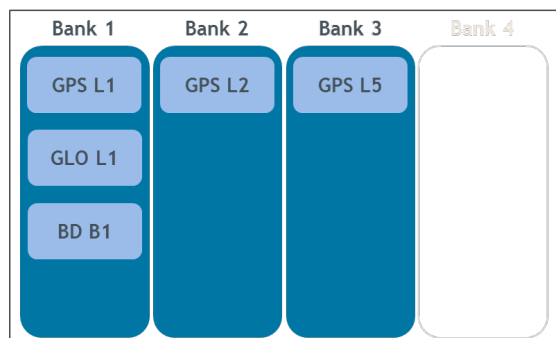 Bank 1 Bank 2 Bank 3 Bank 4
GPS L1 GPS L2 GPS L5
GLO L1
BD B1